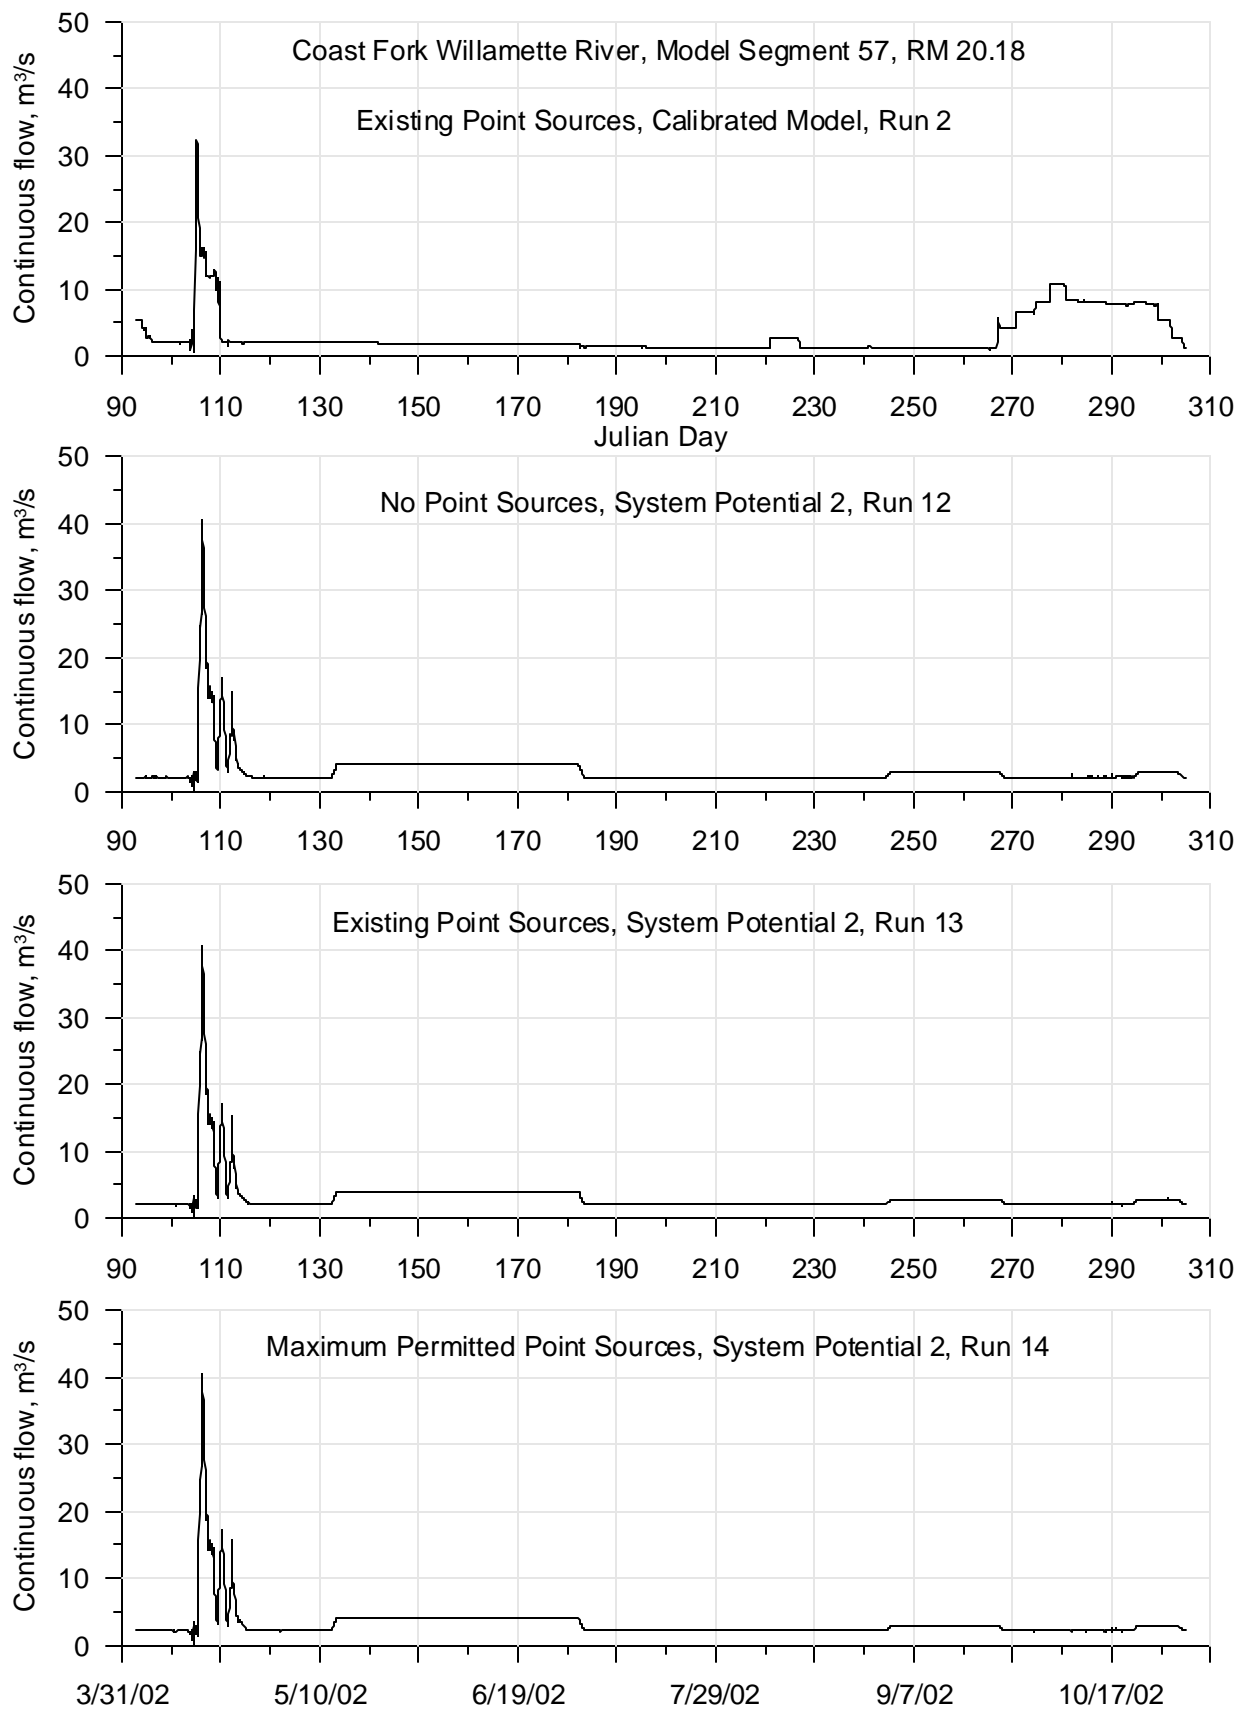 Coast Fork Willamette River, Model Segment 57, RM 20.18
Existing Point Sources, Calibrated Model, Run 2
Continuous flow, m³/s
50
40
30
20
10
0
90 110 130 150 170 190 210 230 250 270 290 310
Julian Day
No Point Sources, System Potential 2, Run 12
Continuous flow, m³/s
50
40
30
20
10
0
90 110 130 150 170 190 210 230 250 270 290 310
Existing Point Sources, System Potential 2, Run 13
Continuous flow, m³/s
50
40
30
20
10
0
90 110 130 150 170 190 210 230 250 270 290 310
Maximum Permitted Point Sources, System Potential 2, Run 14
Continuous flow, m³/s
50
40
30
20
10
0
3/31/02 5/10/02 6/19/02 7/29/02 9/7/02 10/17/02